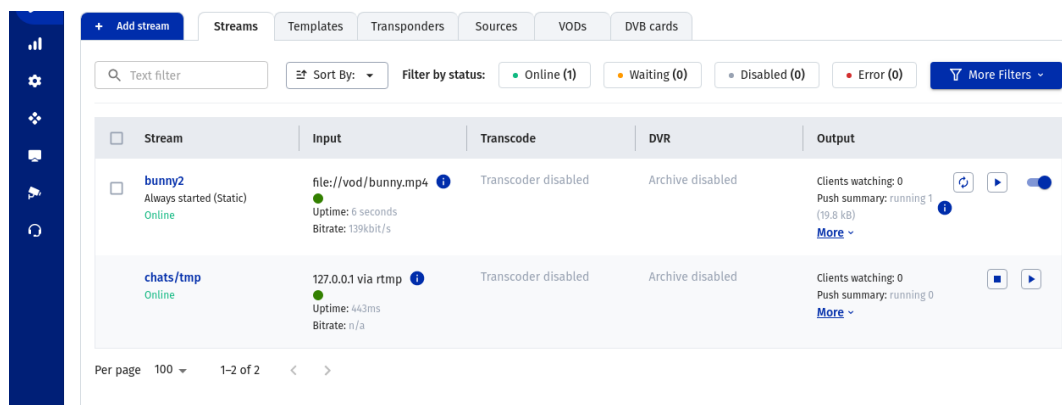 + Add stream
Streams
Templates
Transponders
Sources
VODs
DVB cards
Text filter
Sort By:
Filter by status:
Online (1)
Waiting (0)
Disabled (0)
Error (0)
More Filters
Stream
Input
Transcode
DVR
Output
bunny2
Always started (Static)
Online
file://vod/bunny.mp4
Uptime: 6 seconds
Bitrate: 139kbit/s
Transcoder disabled
Archive disabled
Clients watching: 0
Push summary: running 1
(19.8 kB)
More
chats/tmp
Online
127.0.0.1 via rtmp
Uptime: 443ms
Bitrate: n/a
Transcoder disabled
Archive disabled
Clients watching: 0
Push summary: running 0
More
Per page 100 1–2 of 2